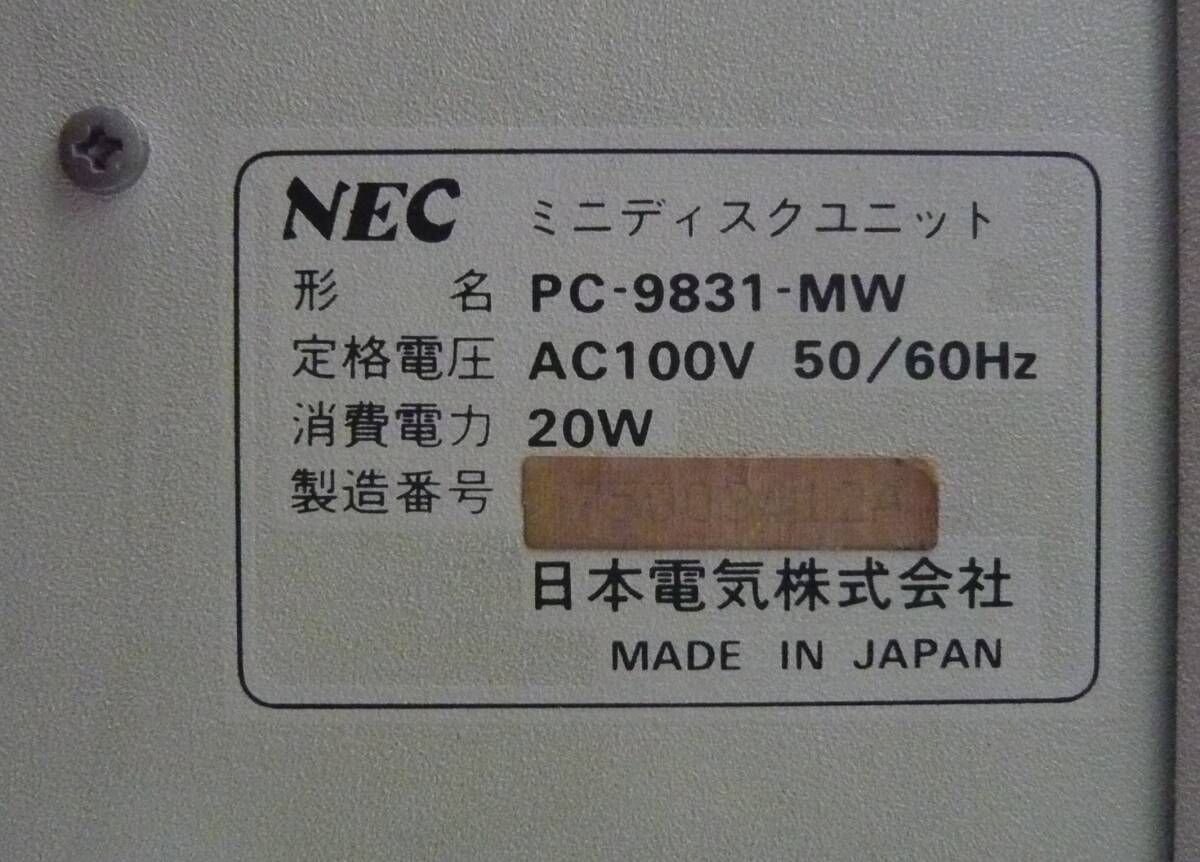 NEC ミニディスクユニット
形 名 PC-9831-MW
定格電圧 AC100V 50/60Hz
消費電力 20W
製造番号
日本電気株式会社
MADE IN JAPAN